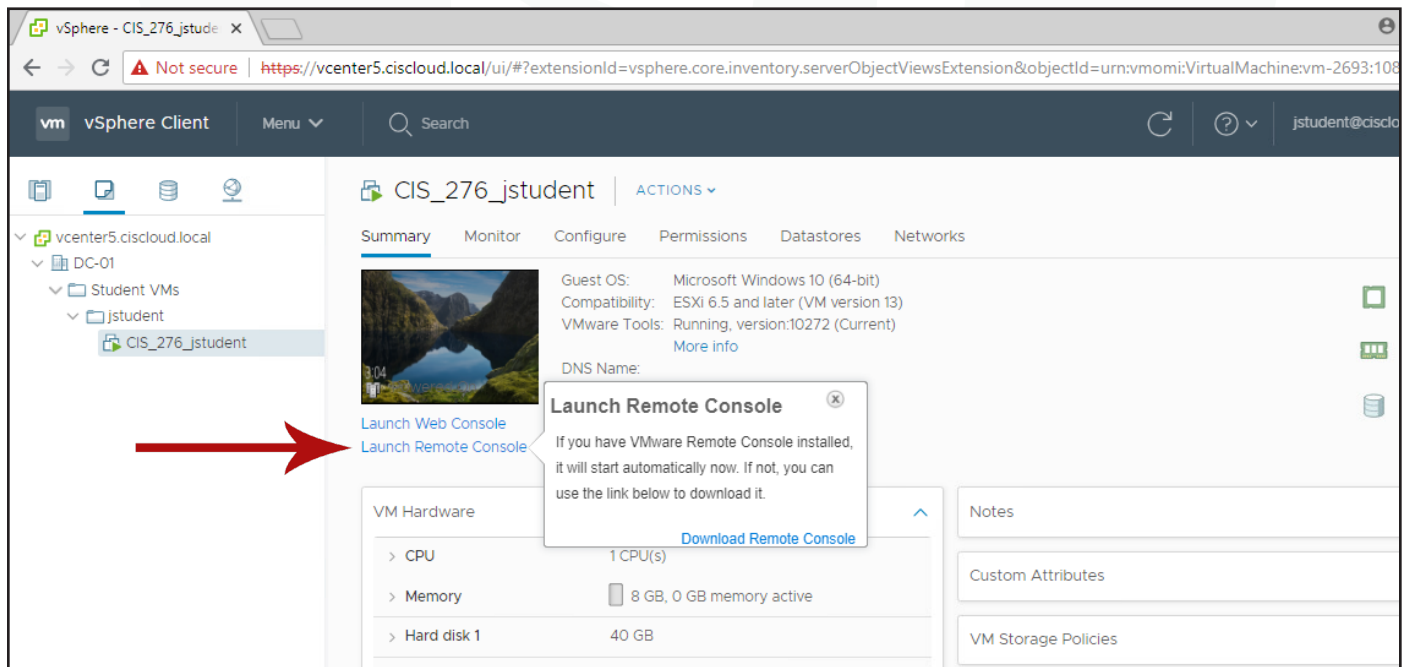 vSphere - CIS_276_jstude
Not secure | https://vcenter5.ciscloud.local/ui/#?extensionId=vsphere.core.inventory.serverObjectViewsExtension&objectId=urn:vmomi:VirtualMachine:vm-2693:108
vm vSphere Client Menu Search jstudent@cisclo
CIS_276_jstudent ACTIONS
Summary Monitor Configure Permissions Datastores Networks
vcenter5.ciscloud.local
DC-01
Student VMs
jstudent
CIS_276_jstudent
3:04
Guest OS: Microsoft Windows 10 (64-bit)
Compatibility: ESXi 6.5 and later (VM version 13)
VMware Tools: Running, version:10272 (Current)
More info
DNS Name:
Launch Web Console
Launch Remote Console
Launch Remote Console
If you have VMware Remote Console installed,
it will start automatically now. If not, you can
use the link below to download it.
Download Remote Console
VM Hardware
CPU 1 CPU(s)
Memory 8 GB, 0 GB memory active
Hard disk 1 40 GB
Notes
Custom Attributes
VM Storage Policies